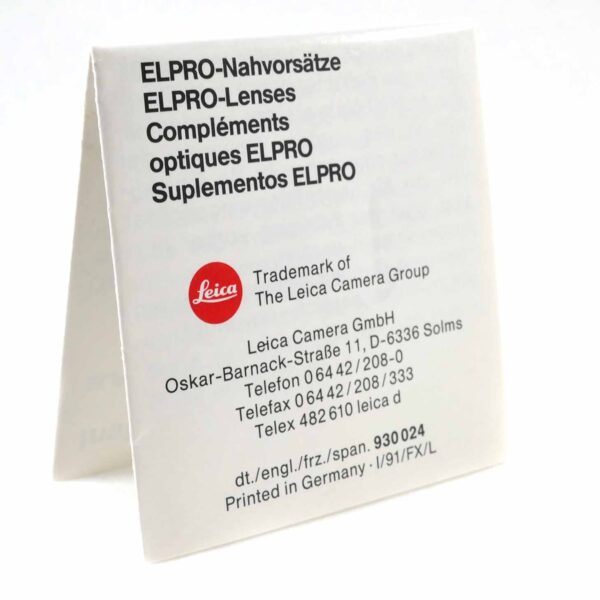 ELPRO-Nahvorsätze
ELPRO-Lenses
Compléments
optiques ELPRO
Suplementos ELPRO
Leica
Trademark of
The Leica Camera Group
Leica Camera GmbH
Oskar-Barnack-Straße 11, D-6336 Solms
Telefon 0 64 42 / 208-0
Telefax 0 64 42 / 208 / 333
Telex 482 610 leica d
dt./engl./frz./span. 930 024
Printed in Germany · I/91/FX/L